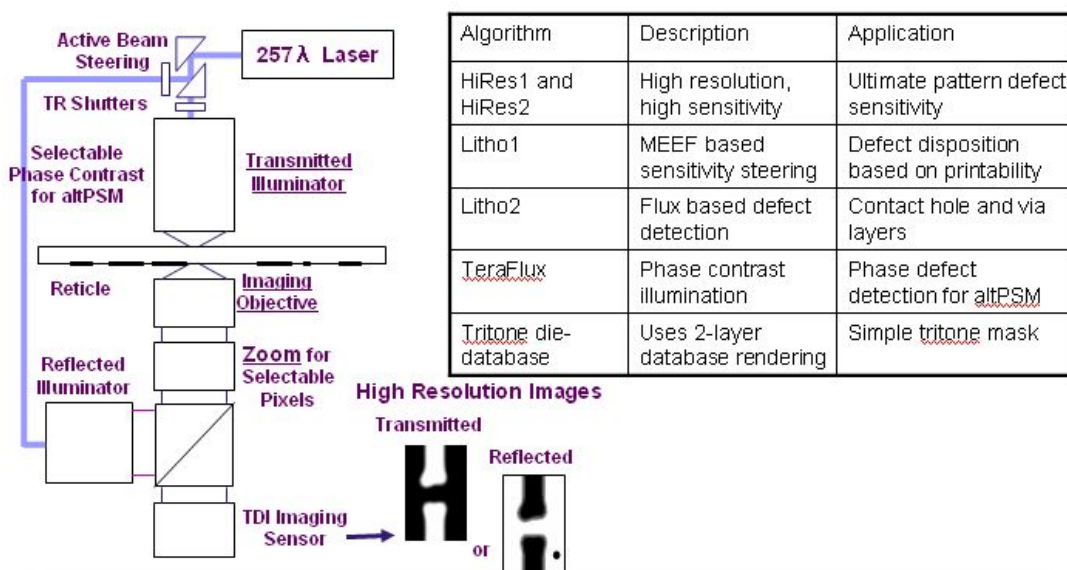 Active Beam
Steering
257λ Laser
TR Shutters
Selectable
Phase Contrast
for altPSM
Transmitted
Illuminator
Reticle
Imaging
Objective
Reflected
Illuminator
Zoom for
Selectable
Pixels
High Resolution Images
Transmitted
Reflected
TDI Imaging
Sensor
or
Algorithm Description Application
HiRes1 and High resolution, Ultimate pattern defect
HiRes2 high sensitivity sensitivity
Litho1 MEEF based Defect disposition
sensitivity steering based on printability
Litho2 Flux based defect Contact hole and via
detection layers
TeraFlux Phase contrast Phase defect
illumination detection for altPSM
Tritone die- Uses 2-layer Simple tritone mask
database database rendering